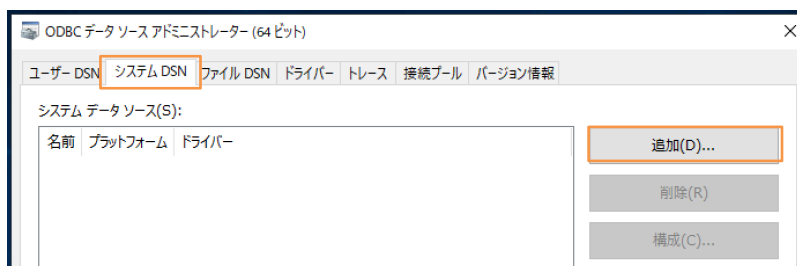 ODBC データ ソース アドミニストレーター (64 ビット)
ユーザー DSN システム DSN ファイル DSN ドライバー トレース 接続プール バージョン情報
システム データ ソース(S):
名前 プラットフォーム ドライバー
追加(D)...
削除(R)
構成(C)...